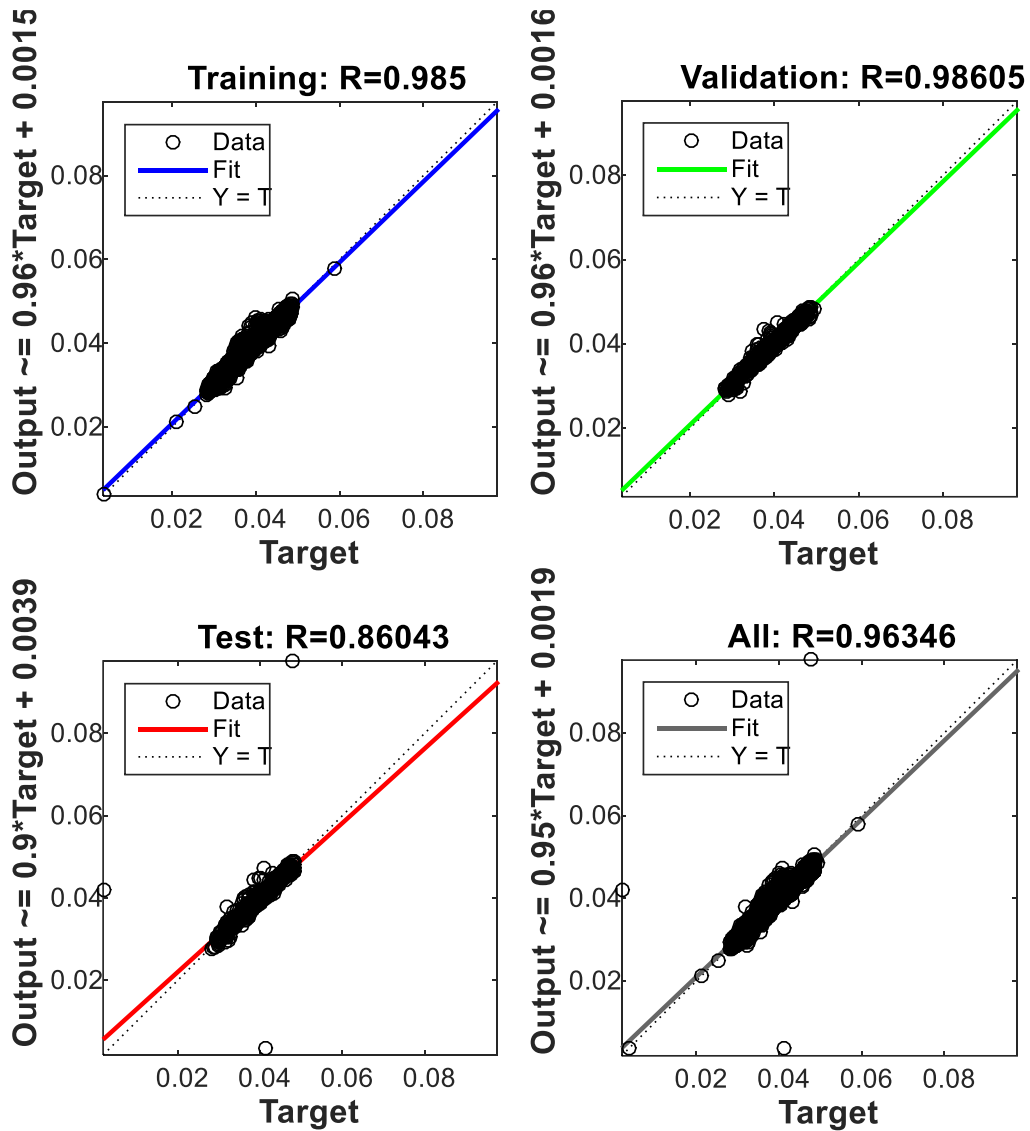 Training: R=0.985
Output ~= 0.96*Target + 0.0015
Data
Fit
Y = T
0.08
0.06
0.04
0.02
0.02 0.04 0.06 0.08
Target
Validation: R=0.98605
Output ~= 0.96*Target + 0.0016
Data
Fit
Y = T
0.08
0.06
0.04
0.02
0.02 0.04 0.06 0.08
Target
Test: R=0.86043
Output ~= 0.9*Target + 0.0039
Data
Fit
Y = T
0.08
0.06
0.04
0.02
0.02 0.04 0.06 0.08
Target
All: R=0.96346
Output ~= 0.95*Target + 0.0019
Data
Fit
Y = T
0.08
0.06
0.04
0.02
0.02 0.04 0.06 0.08
Target